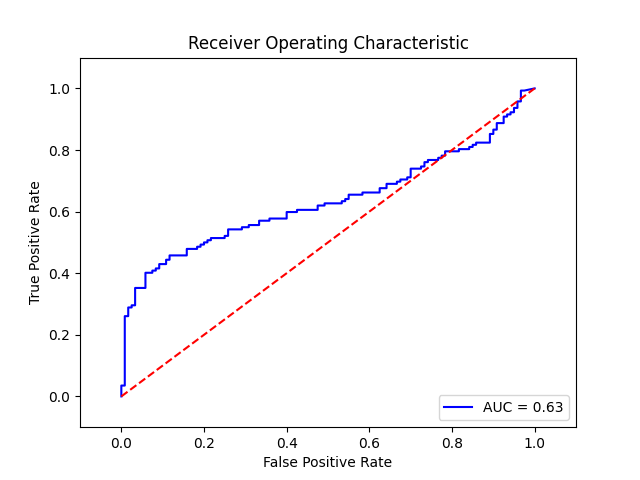 Receiver Operating Characteristic
True Positive Rate
1.0
0.8
0.6
0.4
0.2
0.0
AUC = 0.63
0.0 0.2 0.4 0.6 0.8 1.0
False Positive Rate